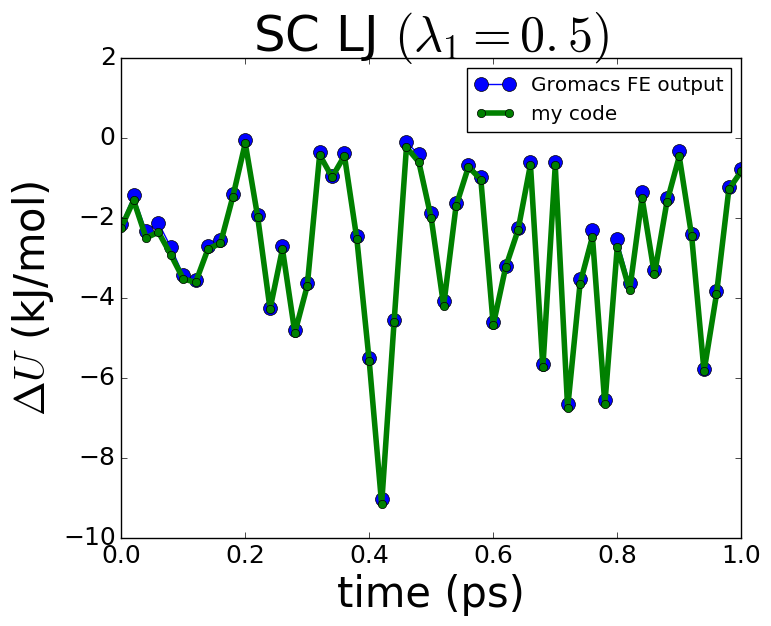 SC LJ (λ₁ = 0.5)
Gromacs FE output
my code
ΔU (kJ/mol)
2
0
−2
−4
−6
−8
−10
0.0 0.2 0.4 0.6 0.8 1.0
time (ps)